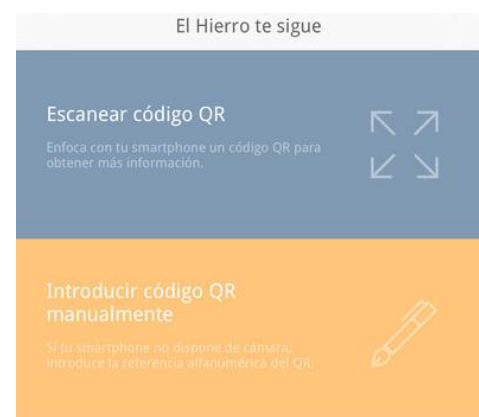 El Hierro te sigue
Escanear código QR
Enfoca con tu smartphone un código QR para
obtener más información.
Introducir código QR
manualmente
Si tu smartphone no dispone de cámara,
introduce la referencia alfanumérica del QR.